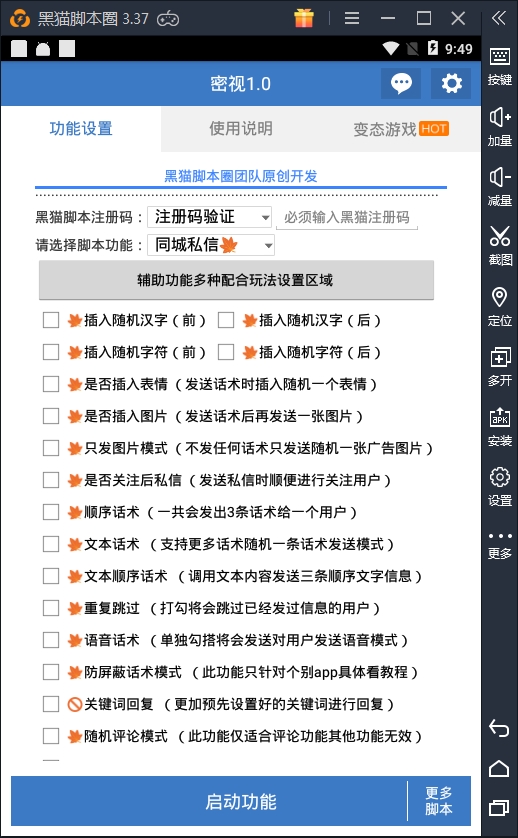 黑猫脚本圈 3.37
9:49
密视1.0
功能设置 使用说明 变态游戏 HOT
黑猫脚本圈团队原创开发
黑猫脚本注册码： 注册码验证 必须输入黑猫注册码
请选择脚本功能： 同城私信
辅助功能多种配合玩法设置区域
插入随机汉字（前） 插入随机汉字（后）
插入随机字符（前） 插入随机字符（后）
是否插入表情（发送话术时插入随机一个表情）
是否插入图片（发送话术后再发送一张图片）
只发图片模式（不发任何话术只发送随机一张广告图片）
是否关注后私信（发送私信时顺便进行关注用户）
顺序话术（一共会发出3条话术给一个用户）
文本话术 （支持更多话术随机一条话术发送模式）
文本顺序话术 （调用文本内容发送三条顺序文字信息）
重复跳过 （打勾将会跳过已经发过信息的用户）
语音话术 （单独勾搭将会发送对用户发送语音模式）
防屏蔽话术模式 （此功能只针对个别app具体看教程）
关键词回复 （更加预先设置好的关键词进行回复）
随机评论模式 （此功能仅适合评论功能其他功能无效）
启动功能
更多
脚本
按键
加量
减量
截图
定位
多开
APK
安装
设置
更多